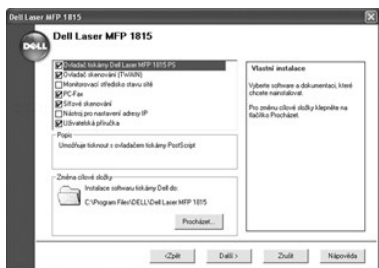 Dell Laser MFP 1815
DELL
Dell Laser MFP 1815
Ovladač tiskárny Dell Laser MFP 1815 PS
Ovladač skenování (TWAIN)
Monitorovací středisko stavu sítě
PC-Fax
Síťové skenování
Nástroj pro nastavení adresy IP
Uživatelská příručka
Vlastní instalace
Vyberte software a dokumentaci, které
chcete nainstalovat.
Pro změnu cílové složky klepněte na
tlačítko Procházet.
Popis
Umožňuje tisknout s ovladačem tiskárny PostScript
Změna cílové složky
Instalace softwaru tiskárny Dell do:
C:\Program Files\DELL\Dell Laser MFP 1815
Procházet...
<Zpět
Další >
Zrušit
Nápověda